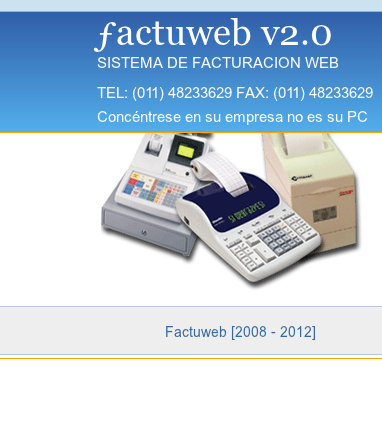 ƒactuweb v2.0
SISTEMA DE FACTURACION WEB
TEL: (011) 48233629 FAX: (011) 48233629
Concéntrese en su empresa no es su PC
Factuweb [2008 - 2012]